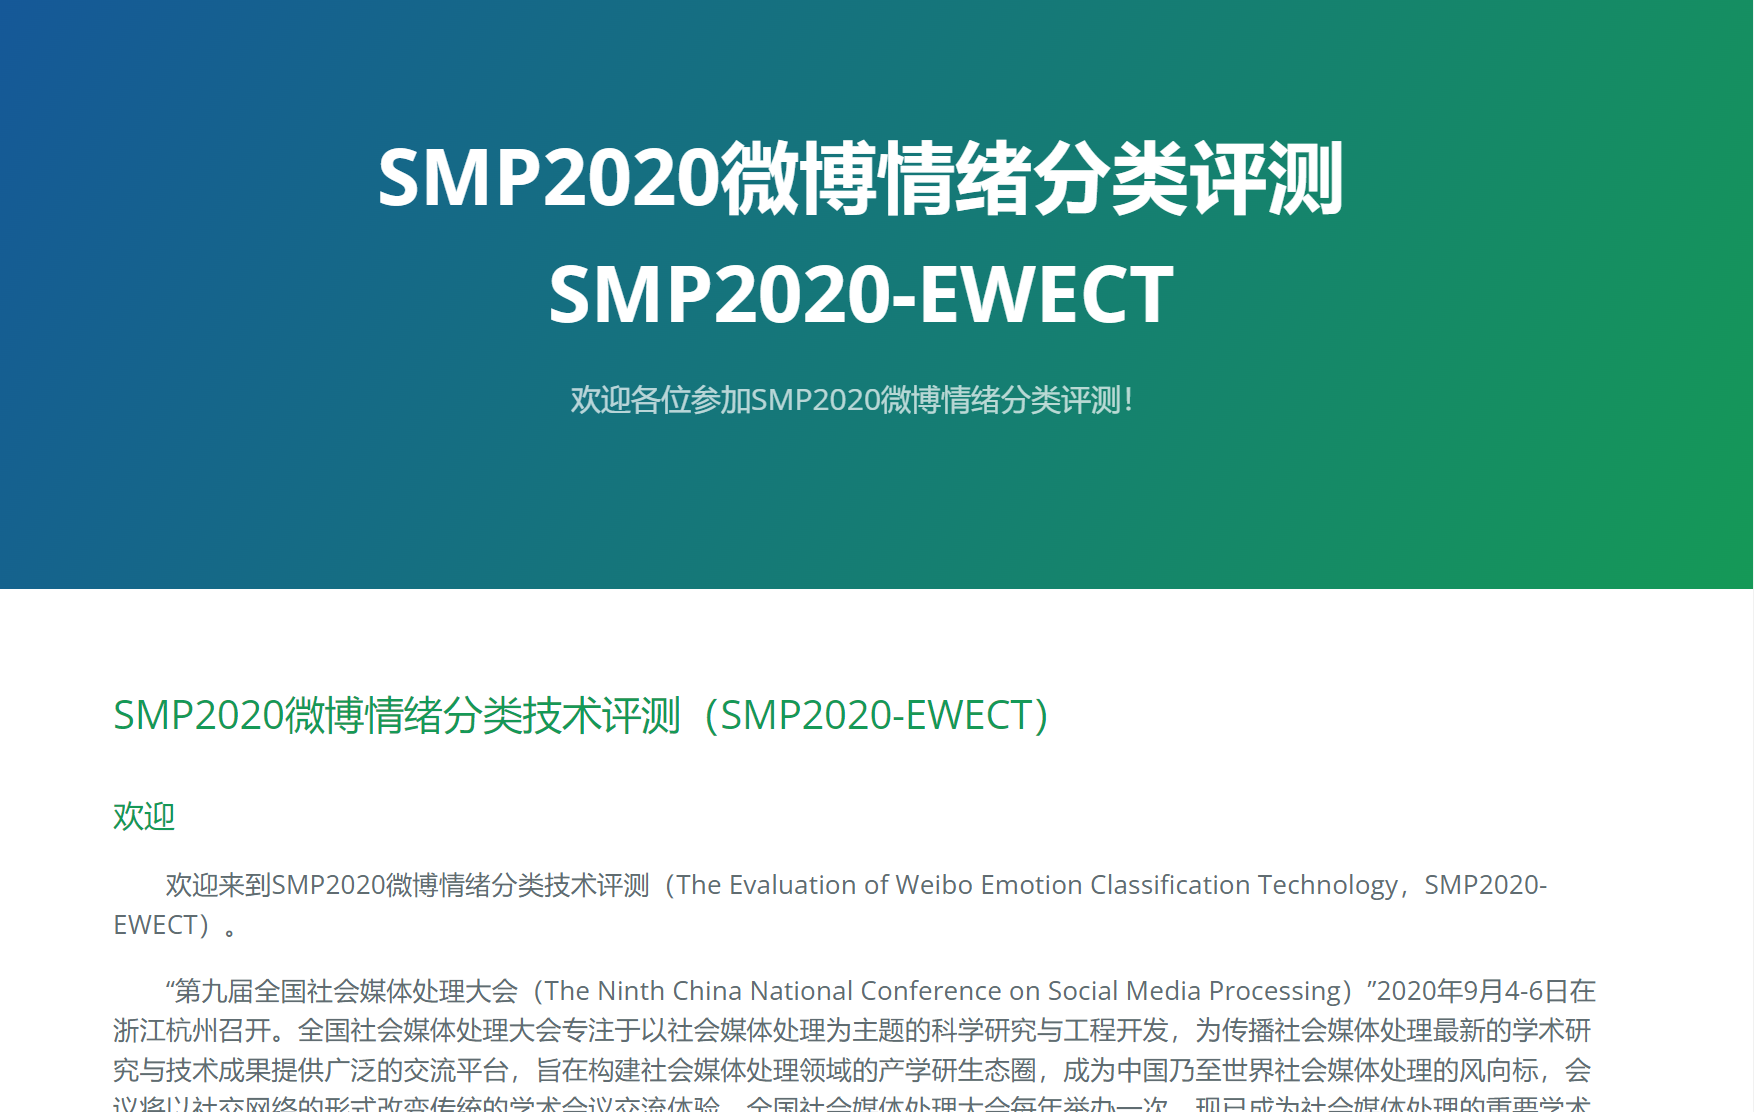 SMP2020微博情绪分类评测
SMP2020-EWECT
欢迎各位参加SMP2020微博情绪分类评测！
SMP2020微博情绪分类技术评测（SMP2020-EWECT）
欢迎
欢迎来到SMP2020微博情绪分类技术评测（The Evaluation of Weibo Emotion Classification Technology，SMP2020-
EWECT）。
“第九届全国社会媒体处理大会（The Ninth China National Conference on Social Media Processing）”2020年9月4-6日在
浙江杭州召开。全国社会媒体处理大会专注于以社会媒体处理为主题的科学研究与工程开发，为传播社会媒体处理最新的学术研
究与技术成果提供广泛的交流平台，旨在构建社会媒体处理领域的产学研生态圈，成为中国乃至世界社会媒体处理的风向标，会
议将以社交网络的形式改变传统的学术会议交流体验。全国社会媒体处理大会每年举办一次，现已成为社会媒体处理的重要学术